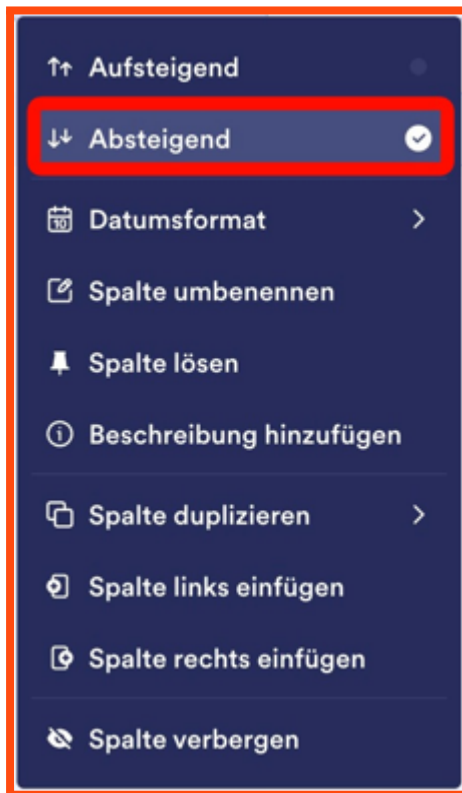 Aufsteigend
Absteigend
10
Datumsformat
Spalte umbenennen
Spalte lösen
Beschreibung hinzufügen
Spalte duplizieren
Spalte links einfügen
Spalte rechts einfügen
Spalte verbergen